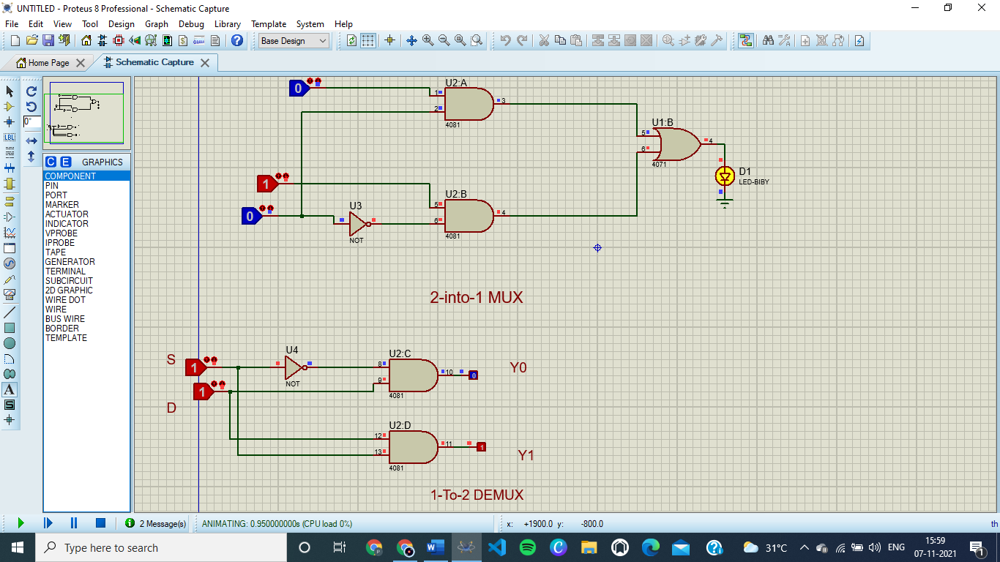 UNTITLED - Proteus 8 Professional - Schematic Capture
File Edit View Tool Design Graph Debug Library Template System Help
Base Design
Home Page
Schematic Capture
0°
C E GRAPHICS
COMPONENT
PIN
PORT
MARKER
ACTUATOR
INDICATOR
VPROBE
IPROBE
TAPE
GENERATOR
TERMINAL
SUBCIRCUIT
2D GRAPHIC
WIRE DOT
WIRE
BUS WIRE
BORDER
TEMPLATE
LBL
A
S
0
U2:A
1
2
3
4081
U1:B
5
6
4
4071
D1
LED-BIBY
1
U2:B
5
6
4
4081
0
U3
NOT
2-into-1 MUX
S
1
U4
NOT
U2:C
8
9
10
0
Y0
4081
1
D
U2:D
12
13
11
1
Y1
4081
1-To-2 DEMUX
2 Message(s)
ANIMATING: 0.950000000s (CPU load 0%)
x: +1900.0 y: -800.0
th
Type here to search
31°C
ENG
15:59
07-11-2021
1